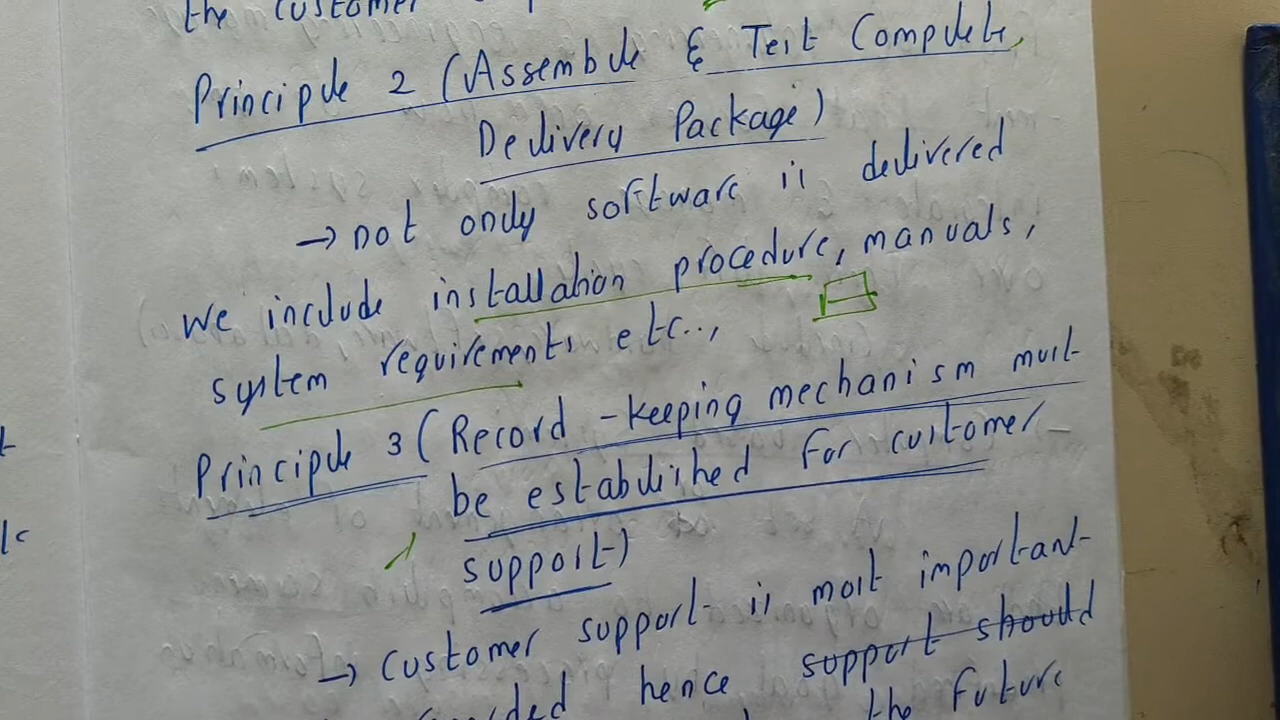 the customer
Principle 2 (Assemble & Test Complete
Delivery Package)
→ not only software is delivered
we include installation procedure, manuals,
system requirements etc..,
Principle 3 (Record -keeping mechanism must
be established for customer
support)
→ customer support is most important
hence support should
the future